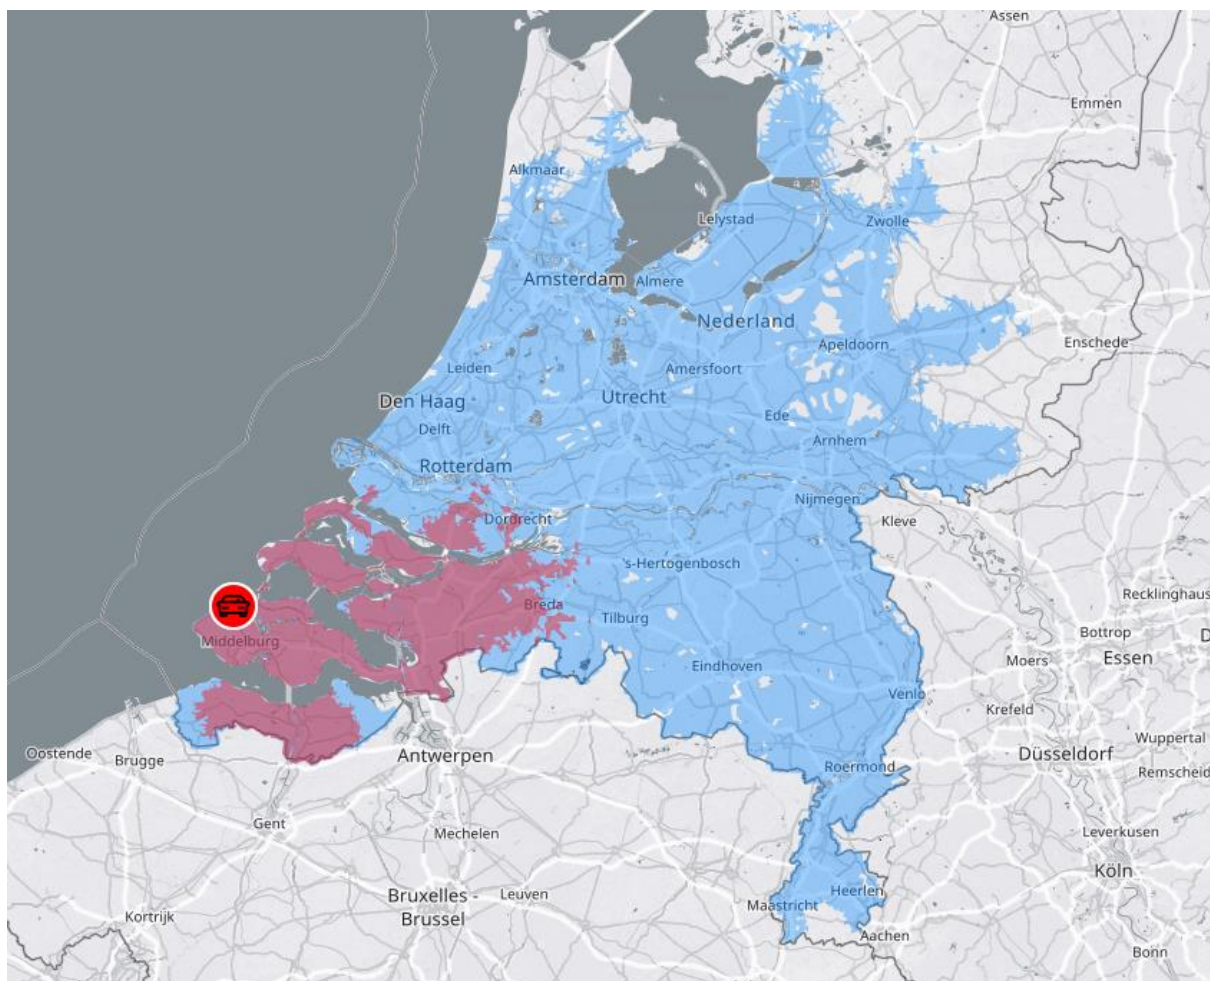 Assen
Emmen
Alkmaar
Lelystad
Zwolle
Amsterdam
Almere
Nederland
Enschede
Apeldoorn
Leiden
Amersfoort
Den Haag
Utrecht
Ede
Delft
Arnhem
Rotterdam
Nijmegen
Dordrecht
Kleve
's-Hertogenbosch
Recklinghaus
Breda
Tilburg
Bottrop
D
Middelburg
Essen
Eindhoven
Moers
Venlo
Krefeld
Wuppertal
Oostende
Brugge
Antwerpen
Düsseldorf
Roermond
Remscheid
Gent
Mechelen
Leverkusen
Köln
Bruxelles -
Brussel
Leuven
Heerlen
Maastricht
Kortrijk
Aachen
Bonn